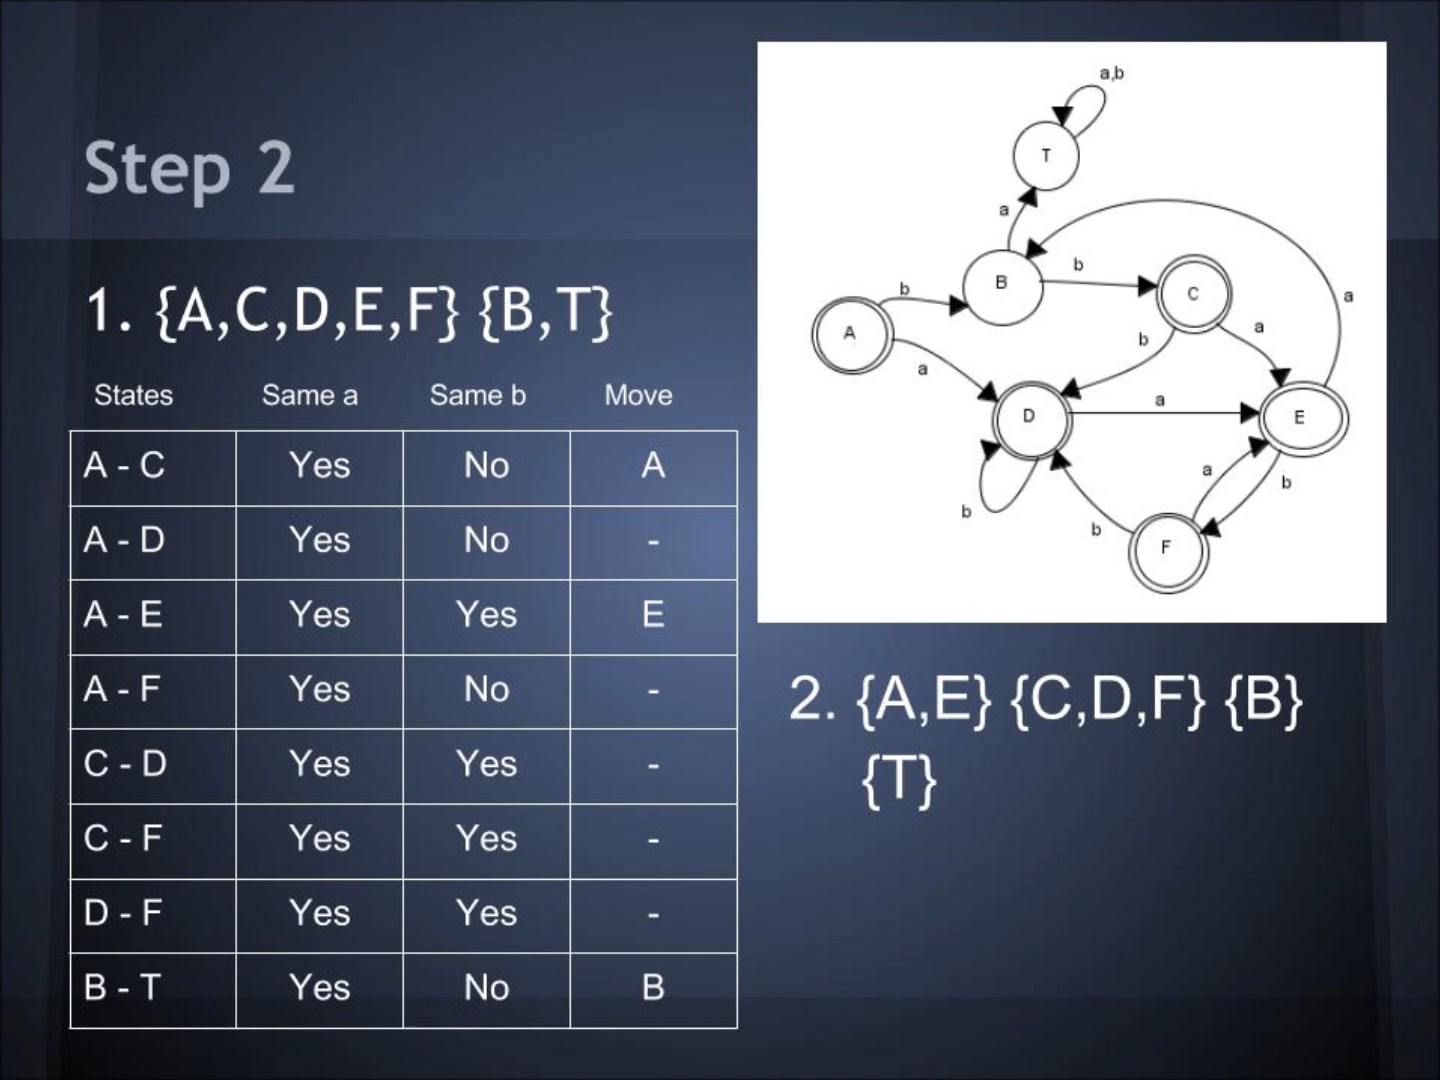 Step 2
1. {A,C,D,E,F} {B,T}
States Same a Same b Move
A - C Yes No A
A - D Yes No -
A - E Yes Yes E
A - F Yes No -
C - D Yes Yes -
C - F Yes Yes -
D - F Yes Yes -
B - T Yes No B
a,b
T
a
B
b
C
b
A
a
b
a
a
D
a
E
b
b
a
b
F
2. {A,E} {C,D,F} {B}
{T}